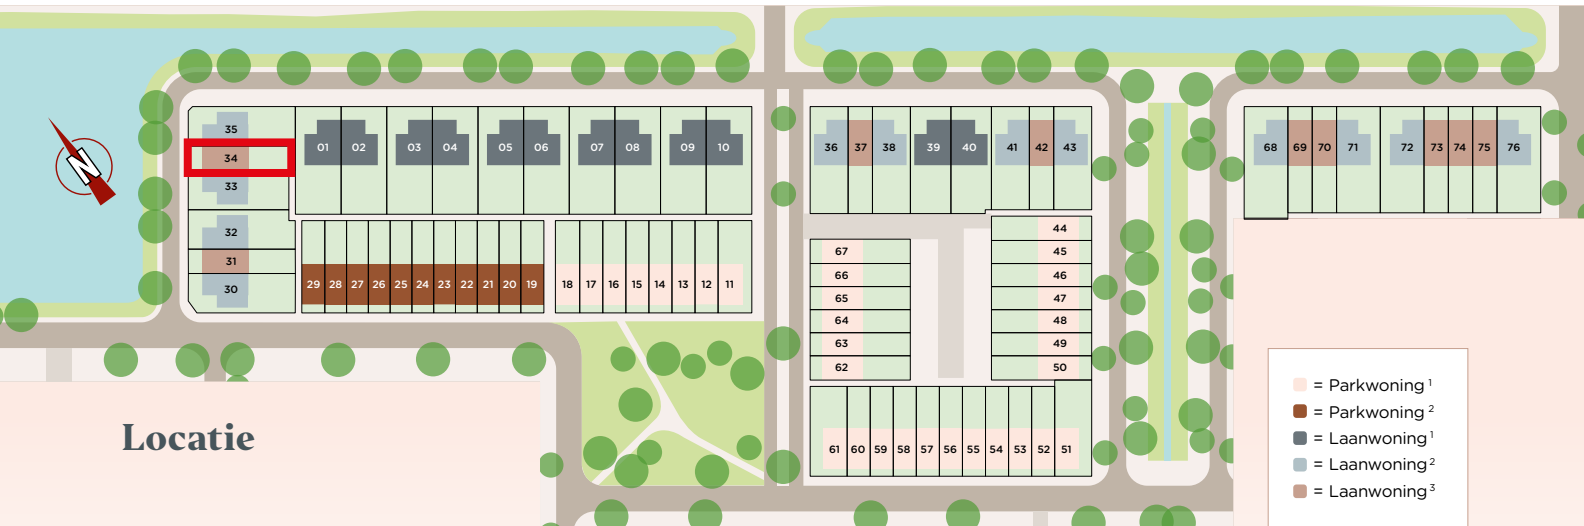 35
34
33
32
31
30
01 02 03 04 05 06 07 08 09 10
29 28 27 26 25 24 23 22 21 20 19
18 17 16 15 14 13 12 11
36 37 38 39 40 41 42 43
44
45
46
47
48
49
50
67
66
65
64
63
62
61 60 59 58 57 56 55 54 53 52 51
68 69 70 71 72 73 74 75 76
N
Locatie
= Parkwoning 1
= Parkwoning 2
= Laanwoning 1
= Laanwoning 2
= Laanwoning 3